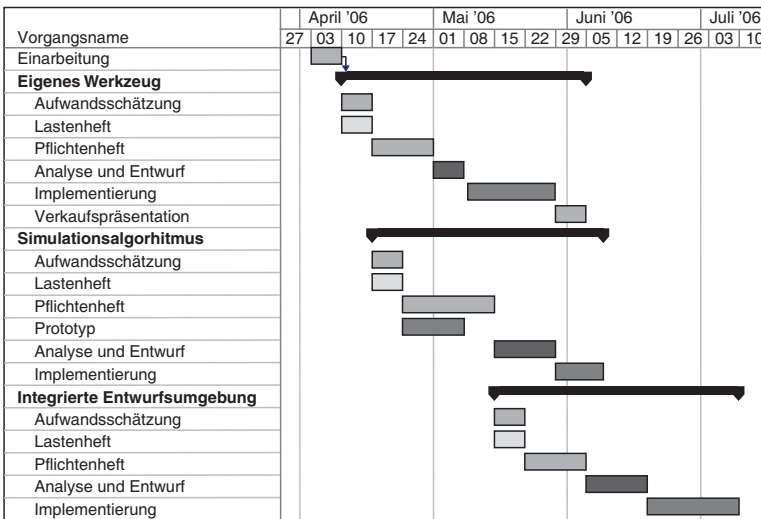 April '06 Mai '06 Juni '06 Juli '06
Vorgangsname 27 03 10 17 24 01 08 15 22 29 05 12 19 26 03 10
Einarbeitung
Eigenes Werkzeug
Aufwandsschätzung
Lastenheft
Pflichtenheft
Analyse und Entwurf
Implementierung
Verkaufspräsentation
Simulationsalgorhitmus
Aufwandsschätzung
Lastenheft
Pflichtenheft
Prototyp
Analyse und Entwurf
Implementierung
Integrierte Entwurfsumgebung
Aufwandsschätzung
Lastenheft
Pflichtenheft
Analyse und Entwurf
Implementierung